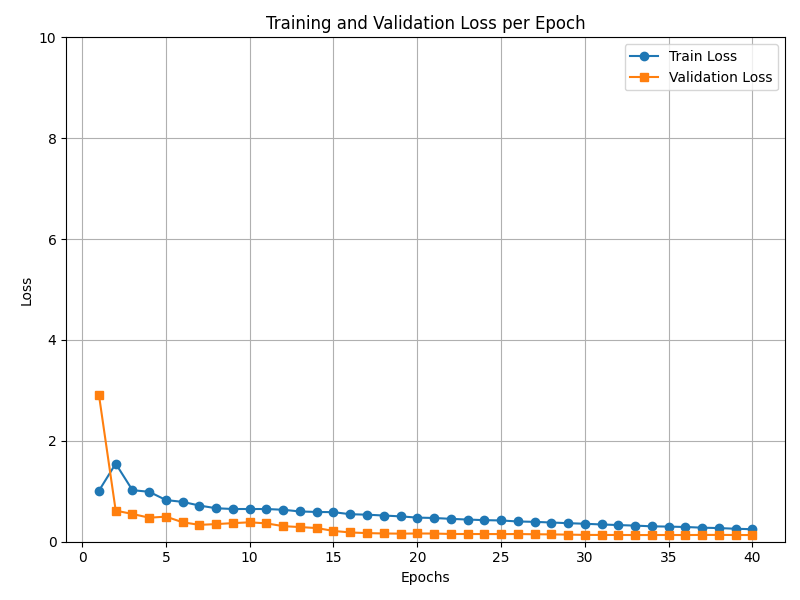 Training and Validation Loss per Epoch
Train Loss
Validation Loss
Loss
10
8
6
4
2
0
0 5 10 15 20 25 30 35 40
Epochs